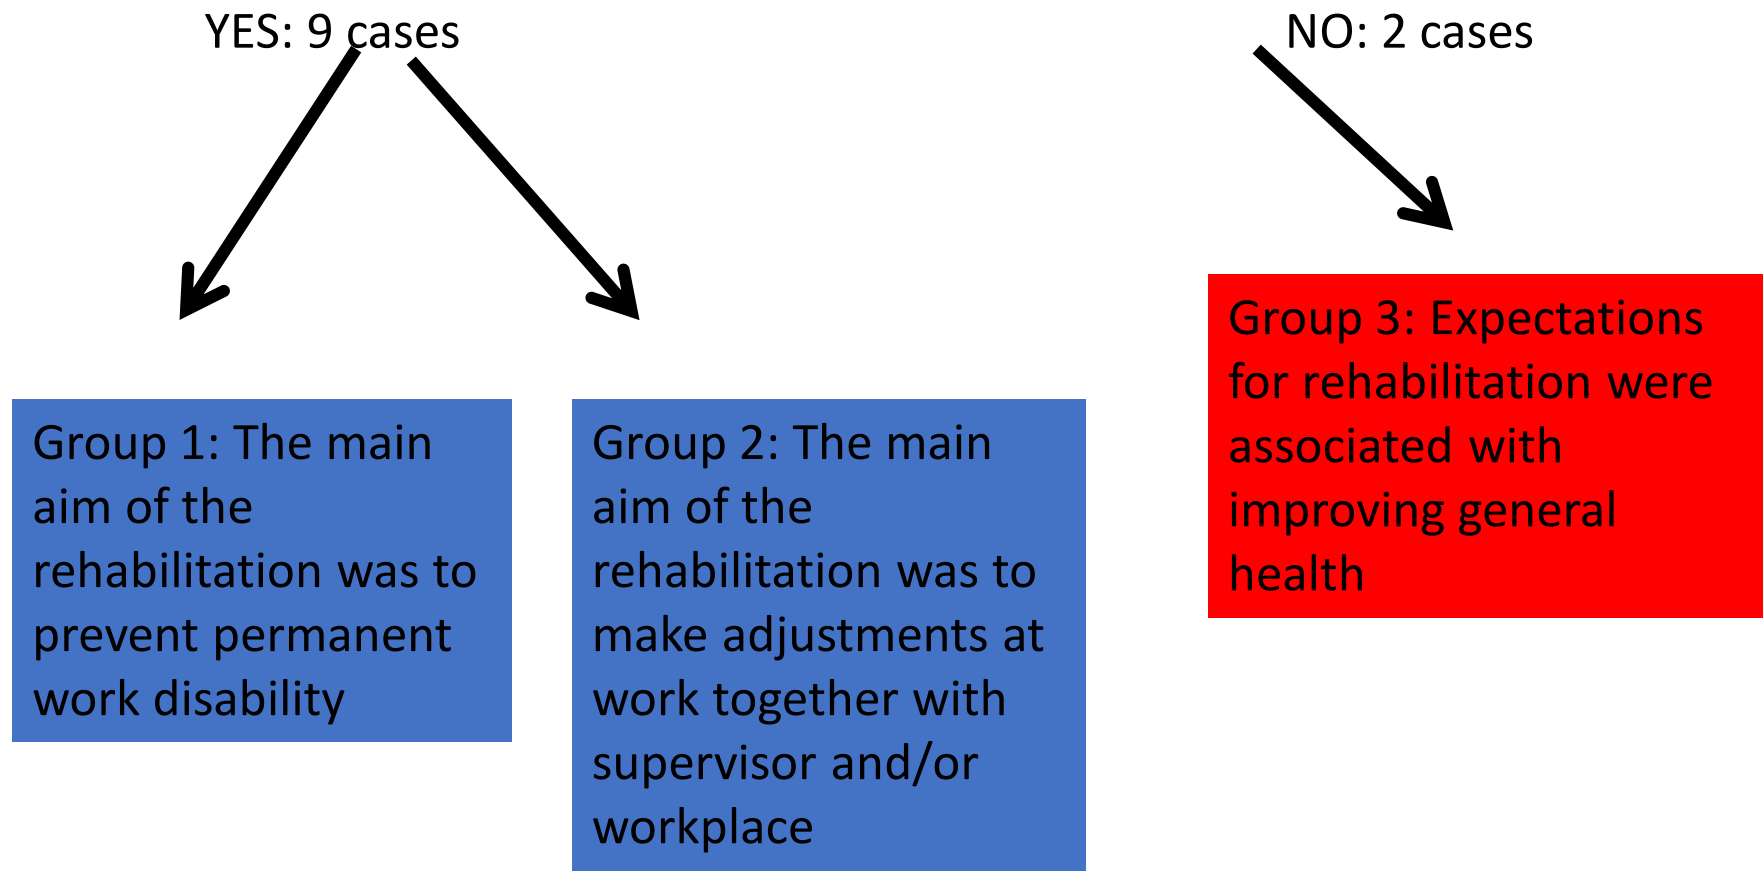 YES: 9 cases
NO: 2 cases
Group 1: The main
aim of the
rehabilitation was to
prevent permanent
work disability
Group 2: The main
aim of the
rehabilitation was to
make adjustments at
work together with
supervisor and/or
workplace
Group 3: Expectations
for rehabilitation were
associated with
improving general
health